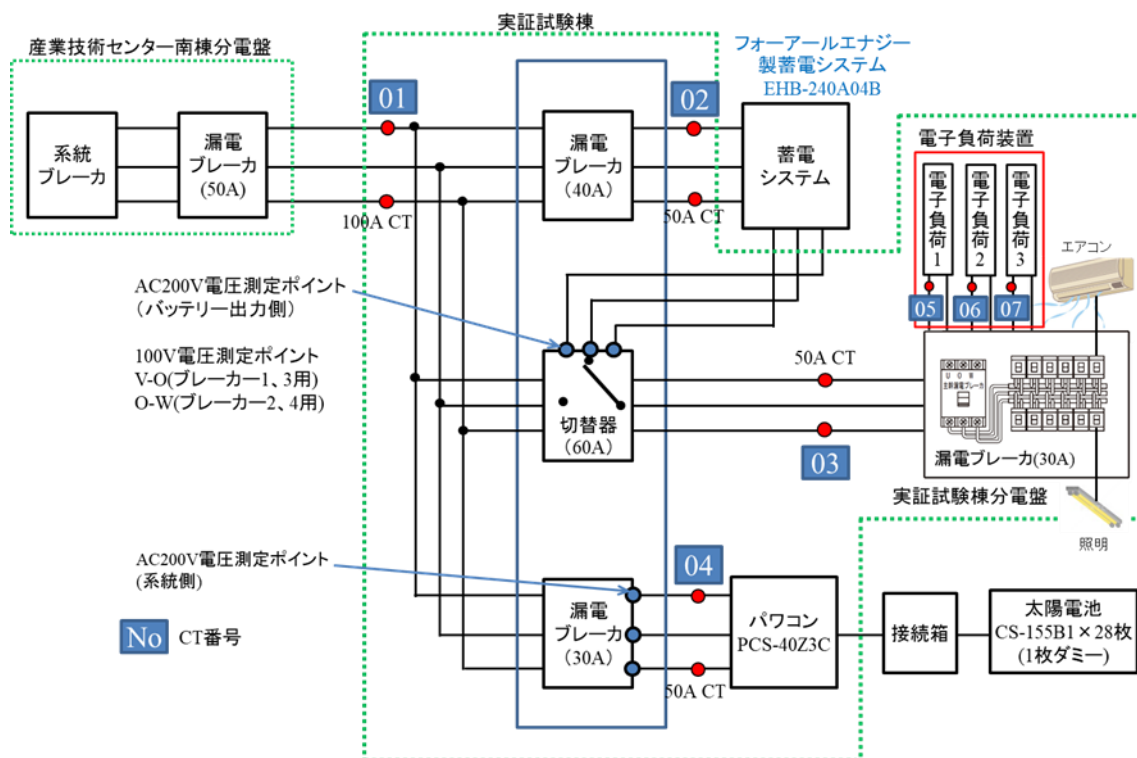 実証試験棟
産業技術センター南棟分電盤
系統
ブレーカ
漏電
ブレーカ
(50A)
01
100A CT
漏電
ブレーカ
(40A)
02
50A CT
フォーアールエナジー
製蓄電システム
EHB-240A04B
蓄電
システム
電子負荷装置
電子負荷1
電子負荷2
電子負荷3
05
06
07
エアコン
AC200V電圧測定ポイント
（バッテリー出力側）
100V電圧測定ポイント
V-O(ブレーカー1、3用)
O-W(ブレーカー2、4用)
切替器
(60A)
50A CT
03
U O W
主幹漏電ブレーカ
漏電ブレーカ(30A)
実証試験棟分電盤
照明
AC200V電圧測定ポイント
(系統側)
No CT番号
漏電
ブレーカ
(30A)
04
50A CT
パワコン
PCS-40Z3C
接続箱
太陽電池
CS-155B1×28枚
(1枚ダミー)